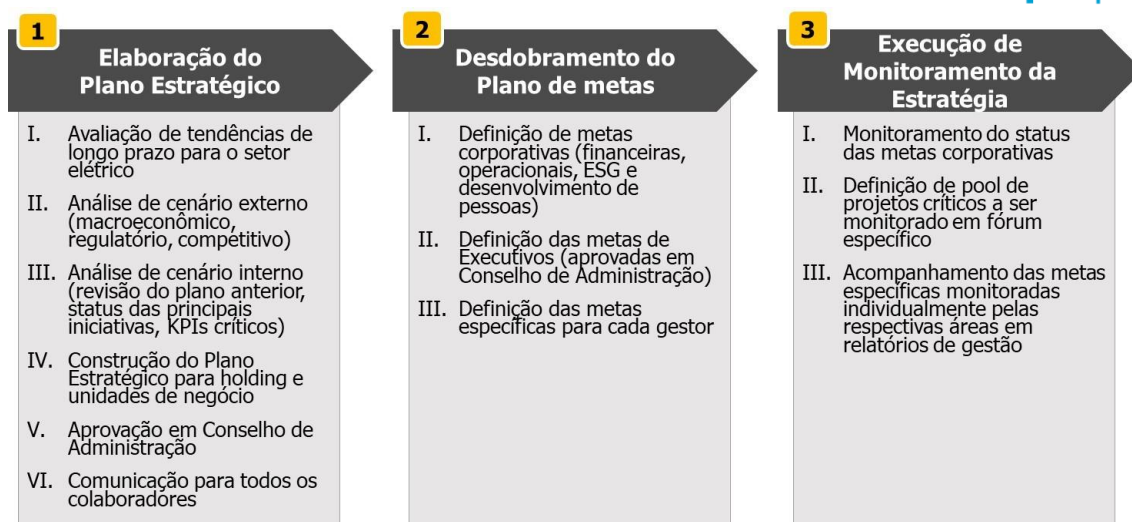 1
Elaboração do
Plano Estratégico
I. Avaliação de tendências de
longo prazo para o setor
elétrico
II. Análise de cenário externo
(macroeconômico,
regulatório, competitivo)
III. Análise de cenário interno
(revisão do plano anterior,
status das principais
iniciativas, KPIs críticos)
IV. Construção do Plano
Estratégico para holding e
unidades de negócio
V. Aprovação em Conselho de
Administração
VI. Comunicação para todos os
colaboradores
2
Desdobramento do
Plano de metas
I. Definição de metas
corporativas (financeiras,
operacionais, ESG e
desenvolvimento de
pessoas)
II. Definição das metas de
Executivos (aprovadas em
Conselho de Administração)
III. Definição das metas
específicas para cada gestor
3
Execução de
Monitoramento da
Estratégia
I. Monitoramento do status
das metas corporativas
II. Definição de pool de
projetos críticos a ser
monitorado em fórum
específico
III. Acompanhamento das metas
específicas monitoradas
individualmente pelas
respectivas áreas em
relatórios de gestão